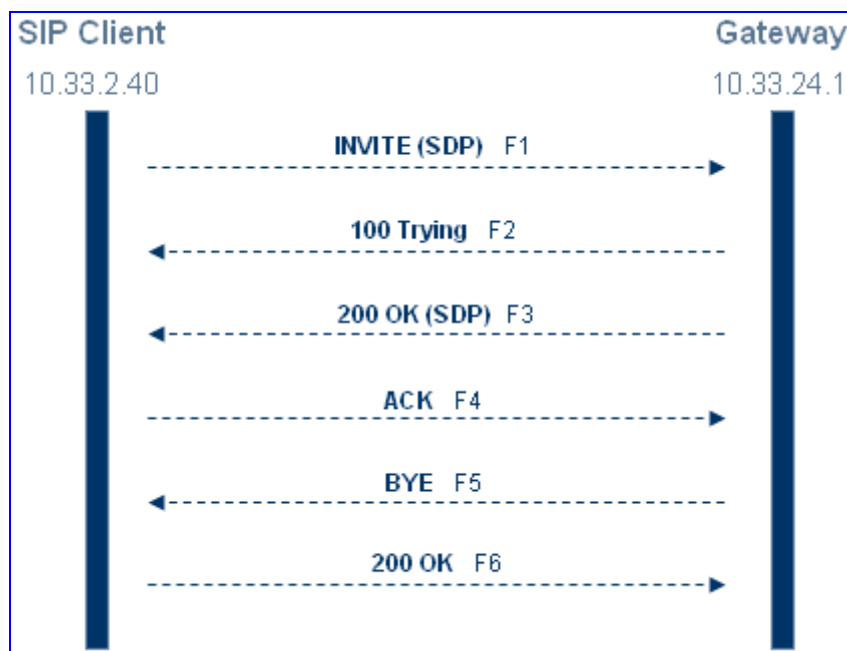 SIP Client Gateway
10.33.2.40 10.33.24.1
INVITE (SDP) F1
100 Trying F2
200 OK (SDP) F3
ACK F4
BYE F5
200 OK F6